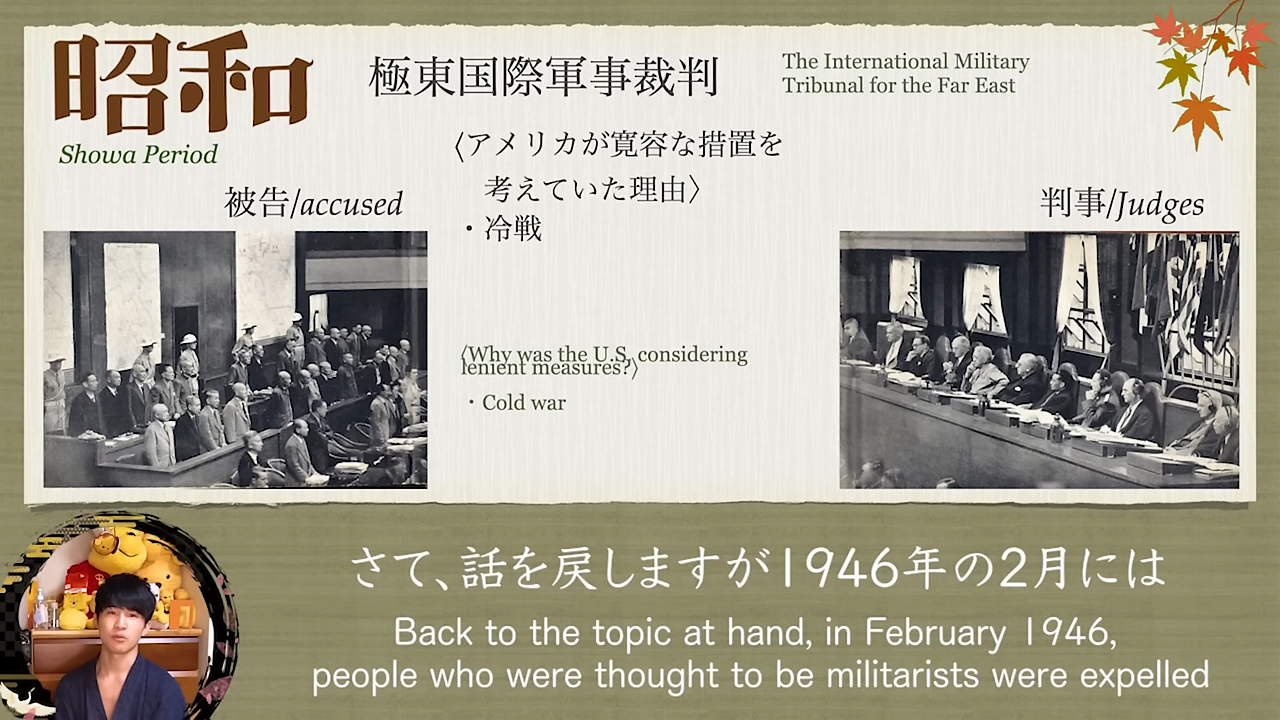 昭和
Showa Period
極東国際軍事裁判
The International Military
Tribunal for the Far East
〈アメリカが寛容な措置を
考えていた理由〉
・冷戦
被告/accused
判事/Judges
〈Why was the U.S. considering
lenient measures?〉
・Cold war
さて、話を戻しますが1946年の2月には
Back to the topic at hand, in February 1946,
people who were thought to be militarists were expelled